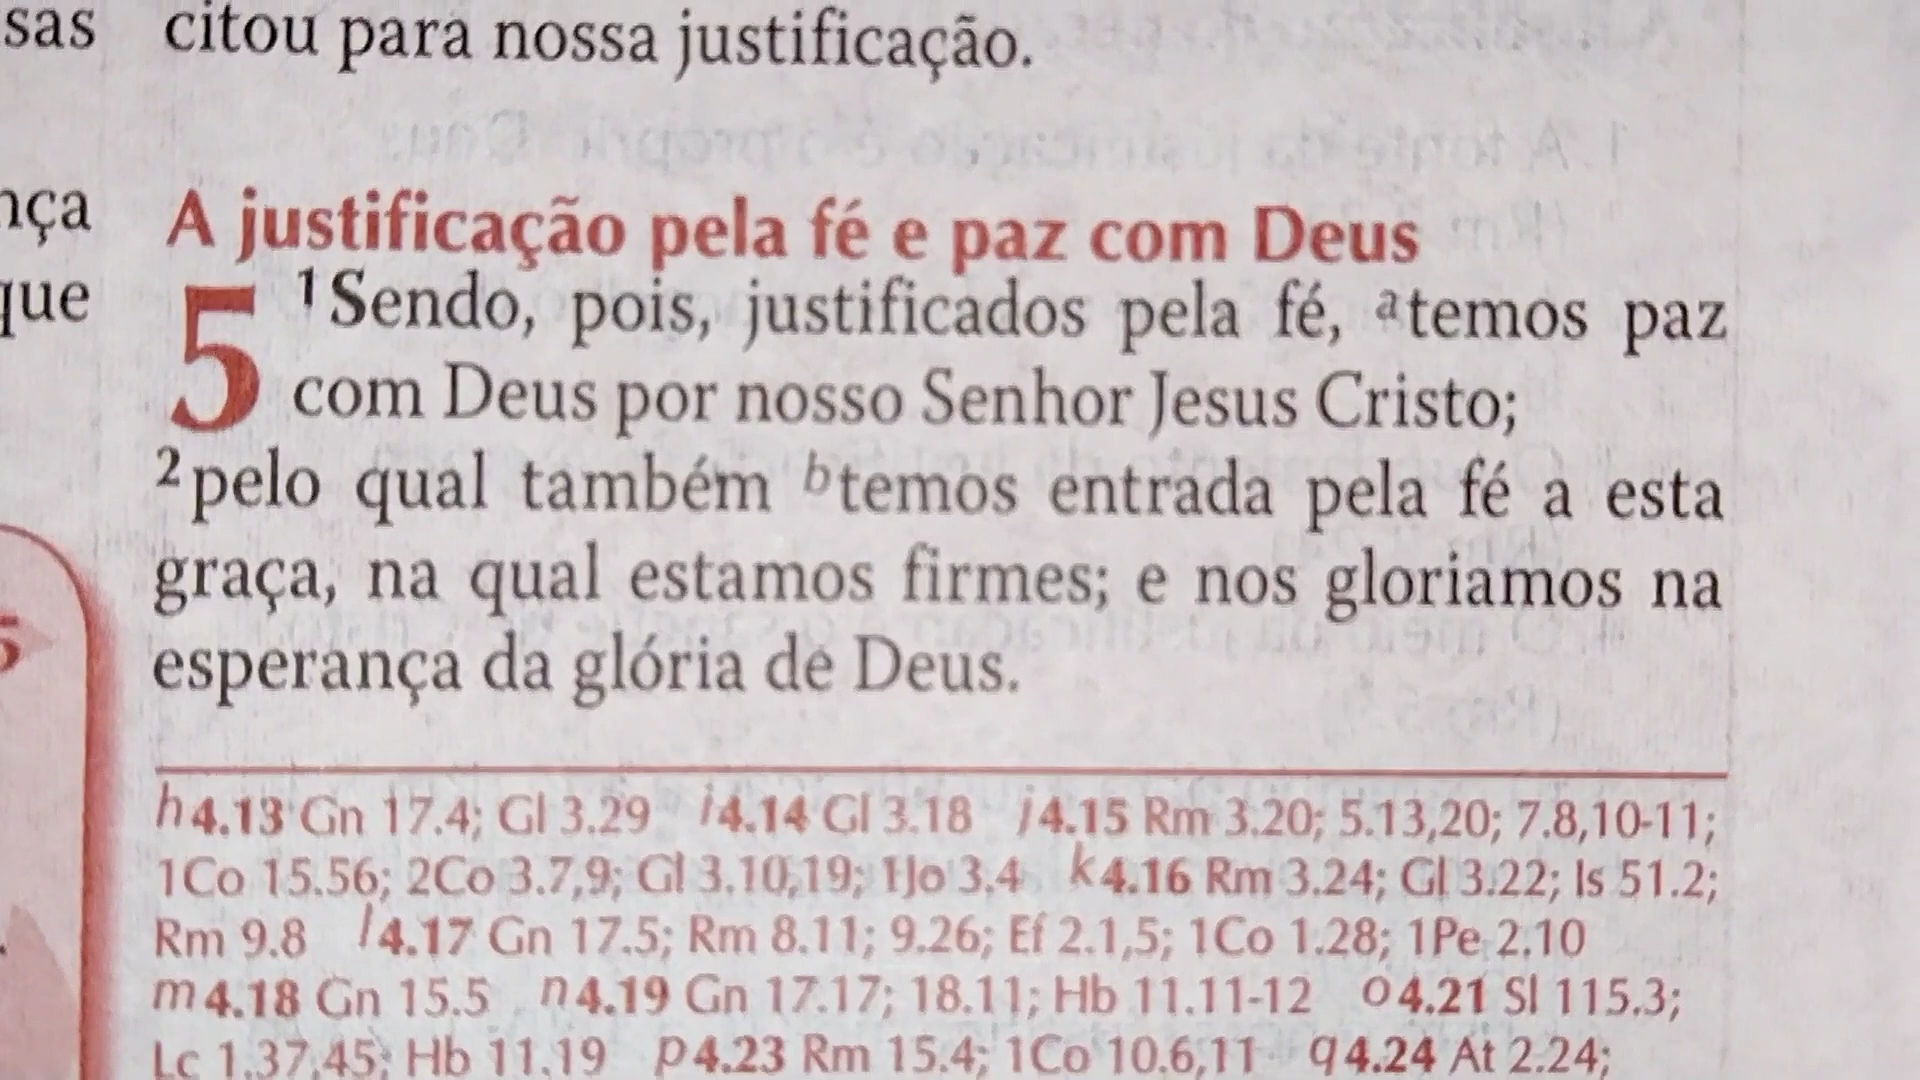 sas citou para nossa justificação.
nça
que
A justificação pela fé e paz com Deus
5 1Sendo, pois, justificados pela fé, atemos paz
com Deus por nosso Senhor Jesus Cristo;
2pelo qual também btemos entrada pela fé a esta
graça, na qual estamos firmes; e nos gloriamos na
esperança da glória de Deus.
5
h4.13 Gn 17.4; Gl 3.29 i4.14 Gl 3.18 j4.15 Rm 3.20; 5.13,20; 7.8,10-11;
1Co 15.56; 2Co 3.7,9; Gl 3.10,19; 1Jo 3.4 k4.16 Rm 3.24; Gl 3.22; Is 51.2;
Rm 9.8 l4.17 Gn 17.5; Rm 8.11; 9.26; Ef 2.1,5; 1Co 1.28; 1Pe 2.10
m4.18 Gn 15.5 n4.19 Gn 17.17; 18.11; Hb 11.11-12 o4.21 Sl 115.3;
Lc 1.37,45; Hb 11.19 p4.23 Rm 15.4; 1Co 10.6,11 q4.24 At 2.24;